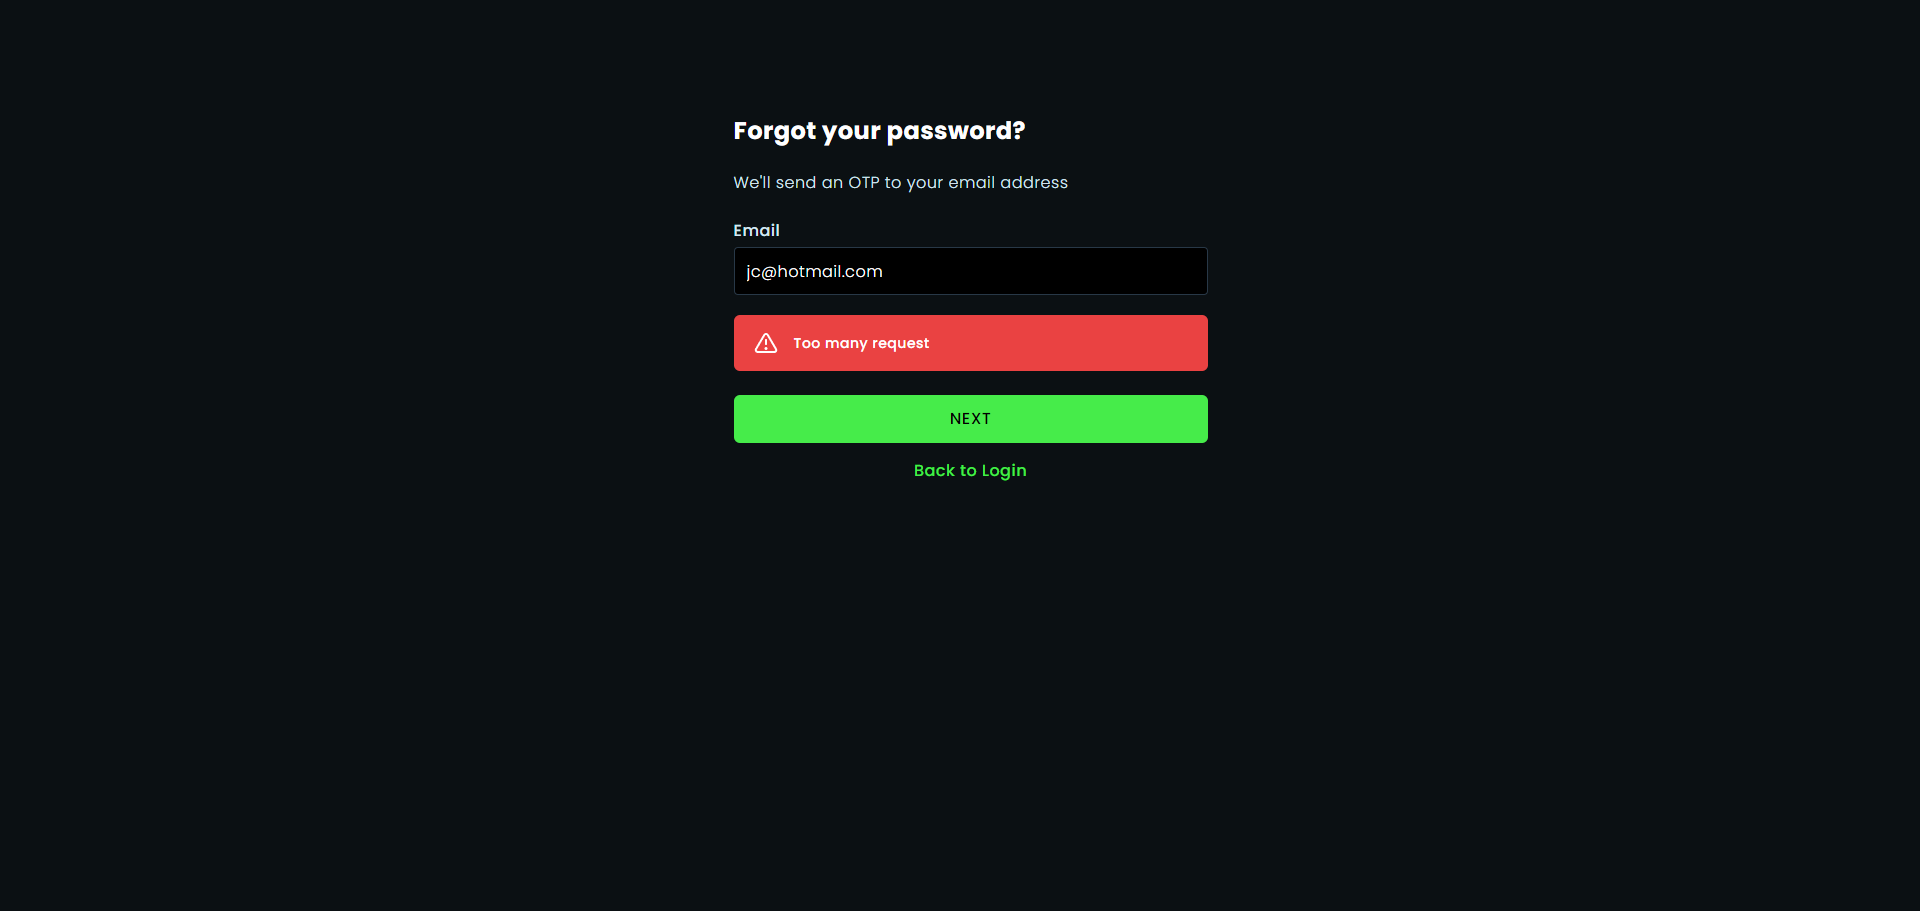 Forgot your password?
We'll send an OTP to your email address
Email
jc@hotmail.com
Too many request
NEXT
Back to Login